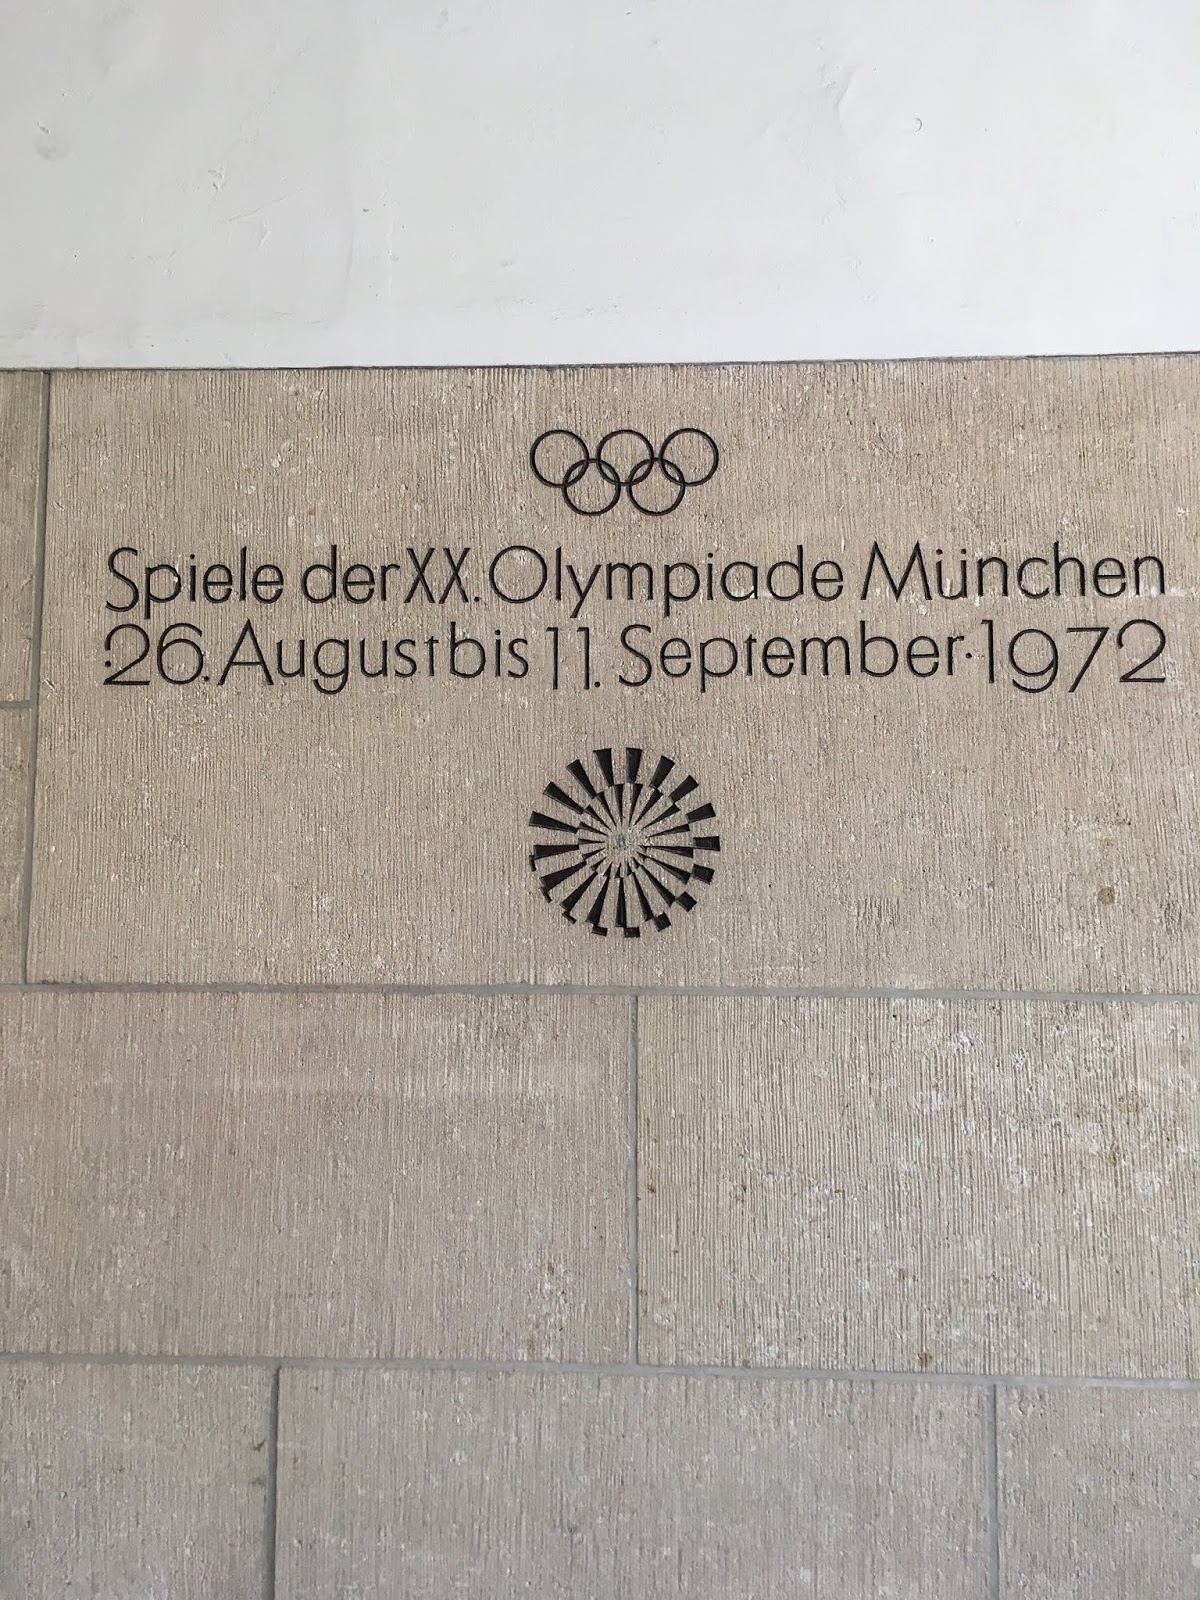 Spiele der XX. Olympiade München
26. August bis 11. September·1972